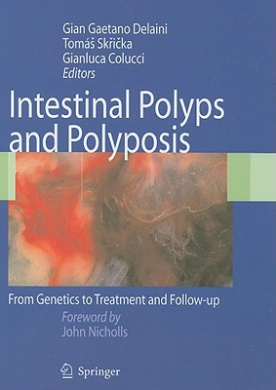 Gian Gaetano Delaini
Tomáš Skřička
Gianluca Colucci
Editors
Intestinal Polyps
and Polyposis
From Genetics to Treatment and Follow-up
Foreword by
John Nicholls
Springer